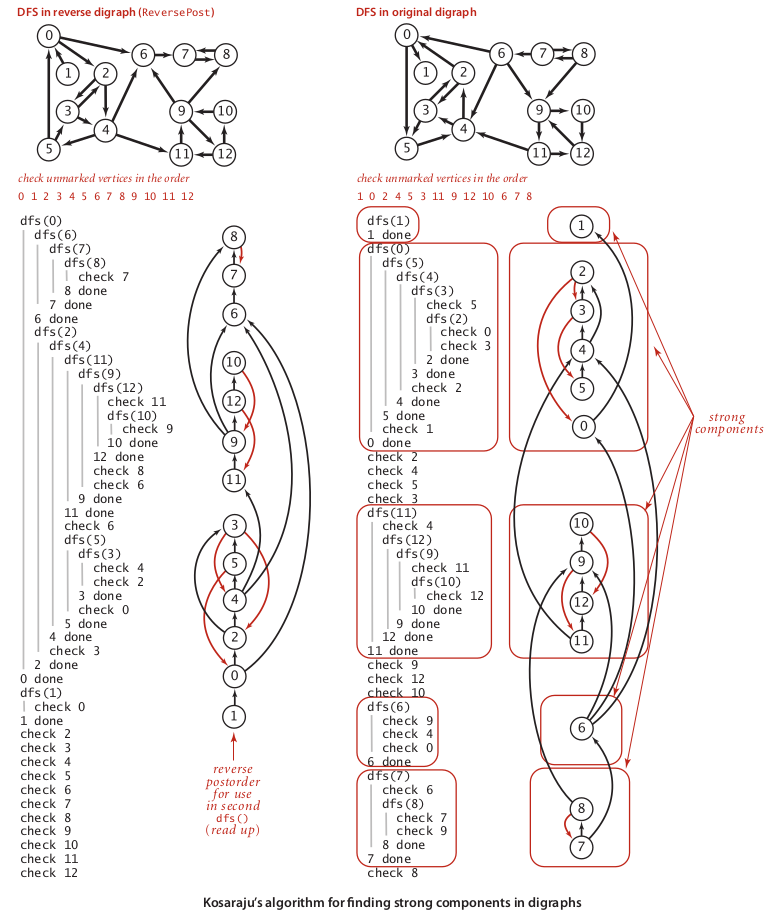 DFS in reverse digraph (ReversePost)
0
6
7
8
1
2
3
9
10
4
5
11
12
check unmarked vertices in the order
0 1 2 3 4 5 6 7 8 9 10 11 12
dfs(0)
dfs(6)
dfs(7)
dfs(8)
check 7
8 done
7 done
6 done
dfs(2)
dfs(4)
dfs(11)
dfs(9)
dfs(12)
check 11
dfs(10)
check 9
10 done
12 done
check 8
check 6
9 done
11 done
check 6
dfs(5)
dfs(3)
check 4
check 2
3 done
check 0
5 done
4 done
check 3
2 done
0 done
dfs(1)
check 0
1 done
check 2
check 3
check 4
check 5
check 6
check 7
check 8
check 9
check 10
check 11
check 12
8
7
6
10
12
9
11
3
5
4
2
0
1
reverse
postorder
for use
in second
dfs()
(read up)
DFS in original digraph
0
6
7
8
1
2
3
9
10
4
5
11
12
check unmarked vertices in the order
1 0 2 4 5 3 11 9 12 10 6 7 8
dfs(1)
1 done
dfs(0)
dfs(5)
dfs(4)
dfs(3)
check 5
dfs(2)
check 0
check 3
2 done
3 done
check 2
4 done
5 done
check 1
0 done
check 2
check 4
check 5
check 3
dfs(11)
check 4
dfs(12)
dfs(9)
check 11
dfs(10)
check 12
10 done
9 done
12 done
11 done
check 9
check 12
check 10
dfs(6)
check 9
check 4
check 0
6 done
dfs(7)
check 6
dfs(8)
check 7
check 9
8 done
7 done
check 8
1
2
3
4
5
0
10
9
12
11
6
8
7
strong
components
Kosaraju’s algorithm for finding strong components in digraphs